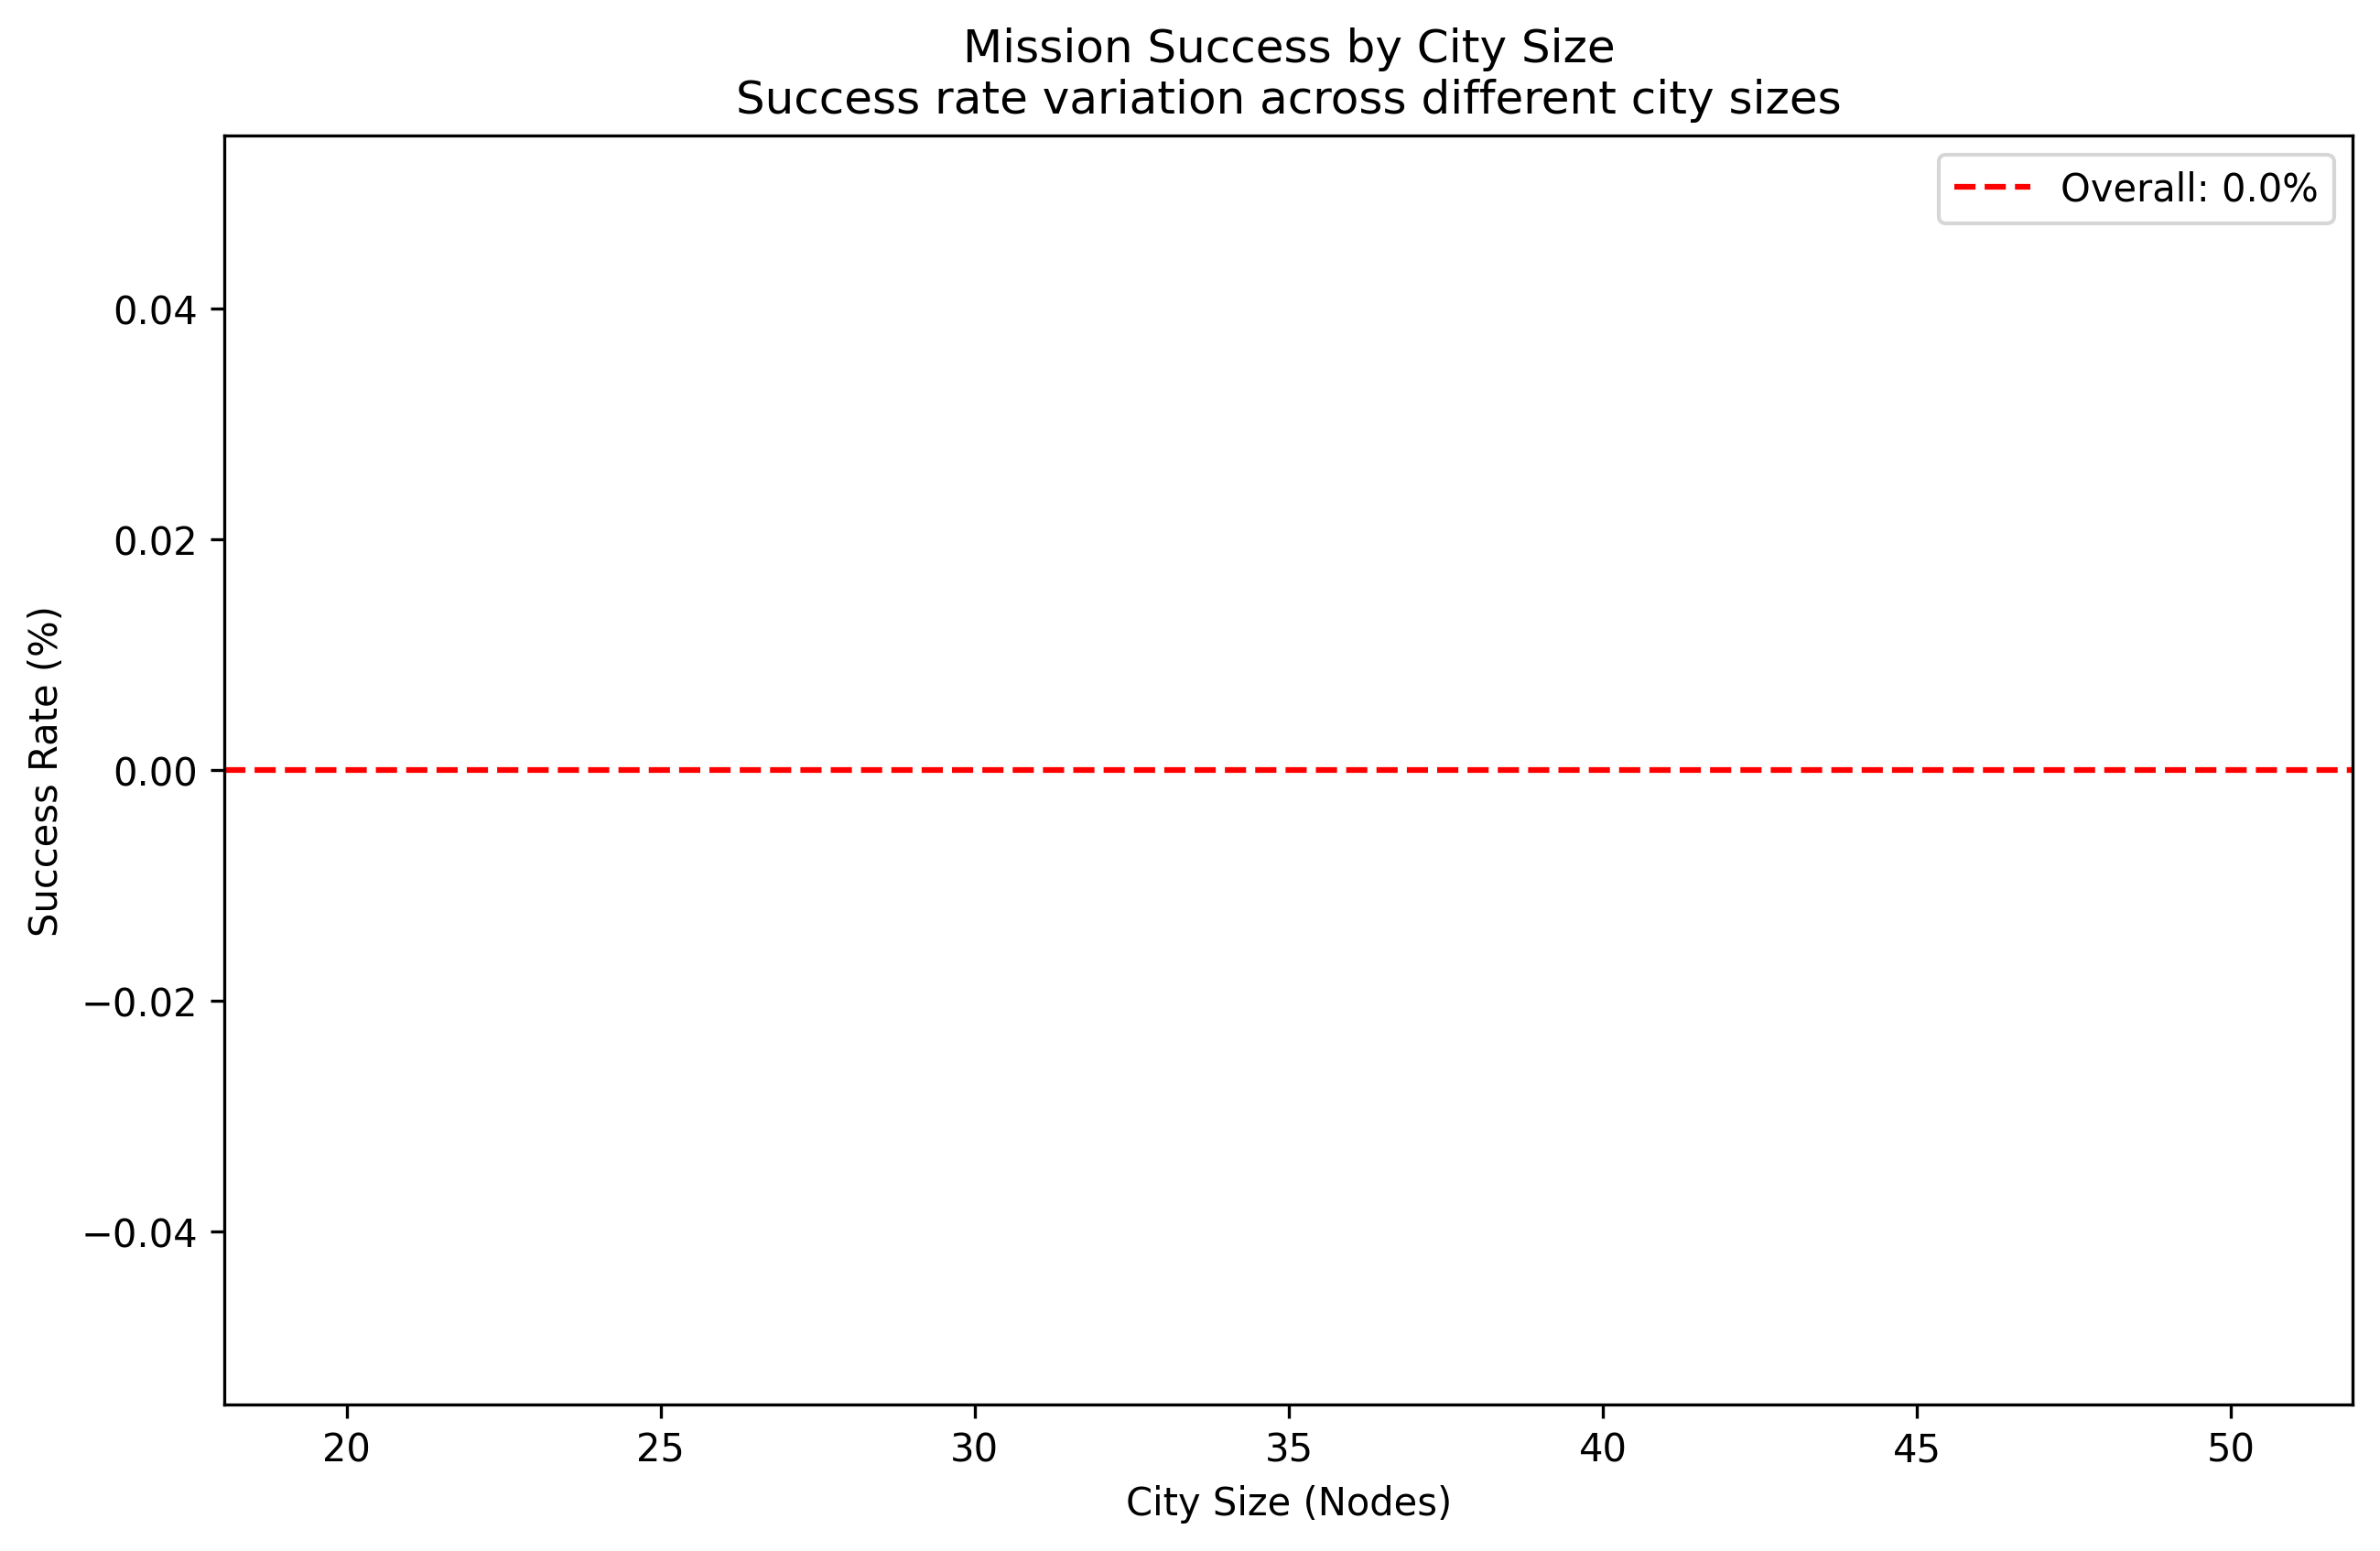 Mission Success by City Size
Success rate variation across different city sizes
Overall: 0.0%
Success Rate (%)
0.04
0.02
0.00
−0.02
−0.04
20 25 30 35 40 45 50
City Size (Nodes)